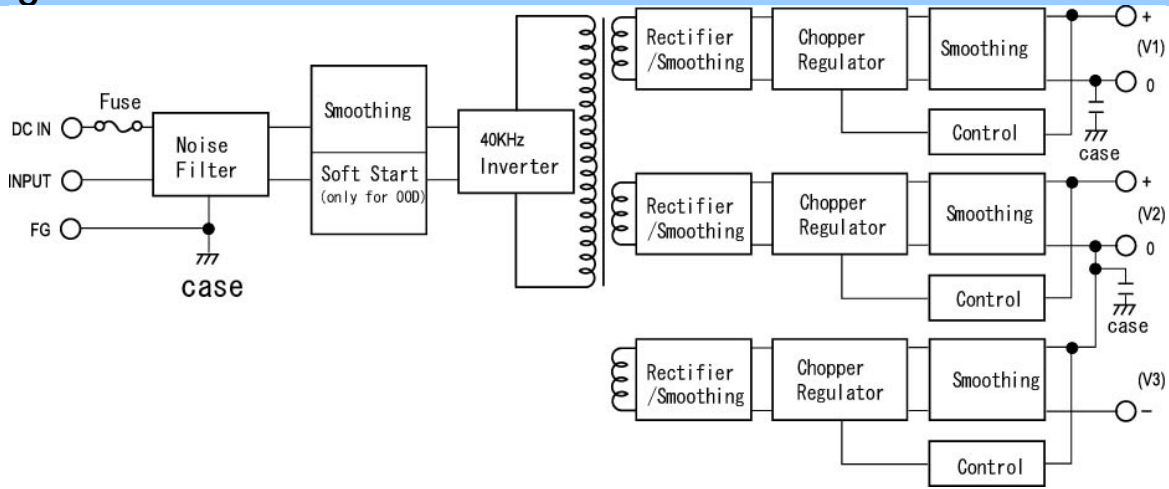 Fuse
DC IN
INPUT
FG
Noise
Filter
case
Smoothing
Soft Start
(only for OOD)
40KHz
Inverter
Rectifier
/Smoothing
Chopper
Regulator
Smoothing
Control
+
(V1)
0
case
Rectifier
/Smoothing
Chopper
Regulator
Smoothing
Control
+
(V2)
0
case
Rectifier
/Smoothing
Chopper
Regulator
Smoothing
Control
(V3)
−